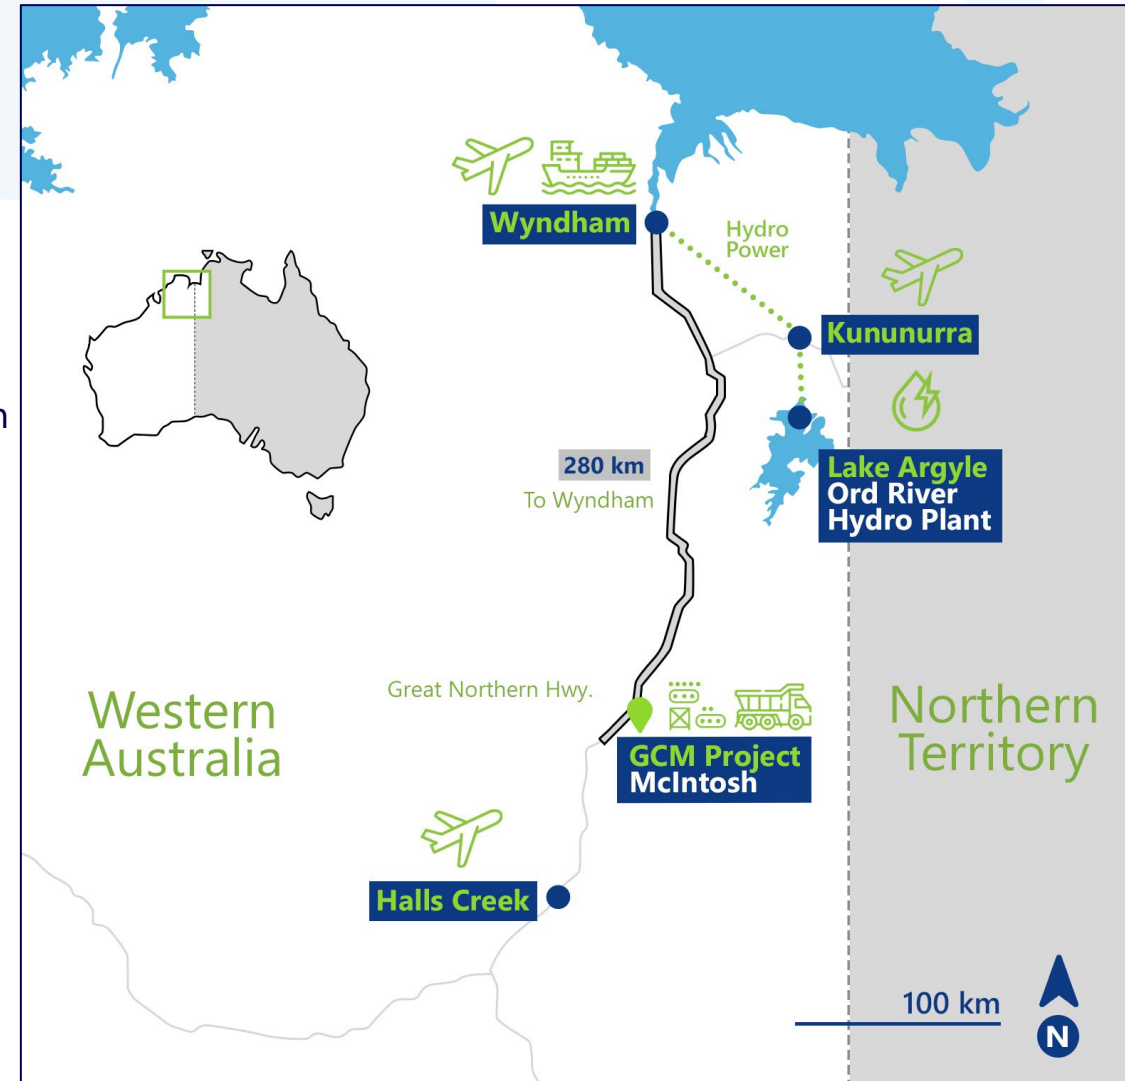 Wyndham
Hydro
Power
Kununurra
280 km
To Wyndham
Lake Argyle
Ord River
Hydro Plant
Great Northern Hwy.
Western
Australia
Northern
Territory
GCM Project
McIntosh
Halls Creek
100 km
N